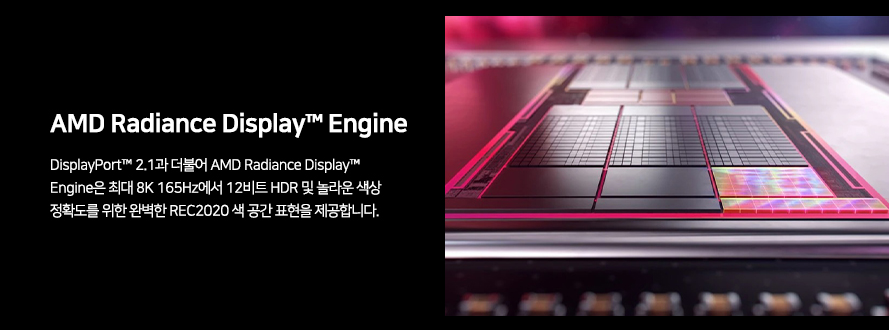 AMD Radiance Display™ Engine
DisplayPort™ 2.1과 더불어 AMD Radiance Display™
Engine은 최대 8K 165Hz에서 12비트 HDR 및 놀라운 색상
정확도를 위한 완벽한 REC2020 색 공간 표현을 제공합니다.